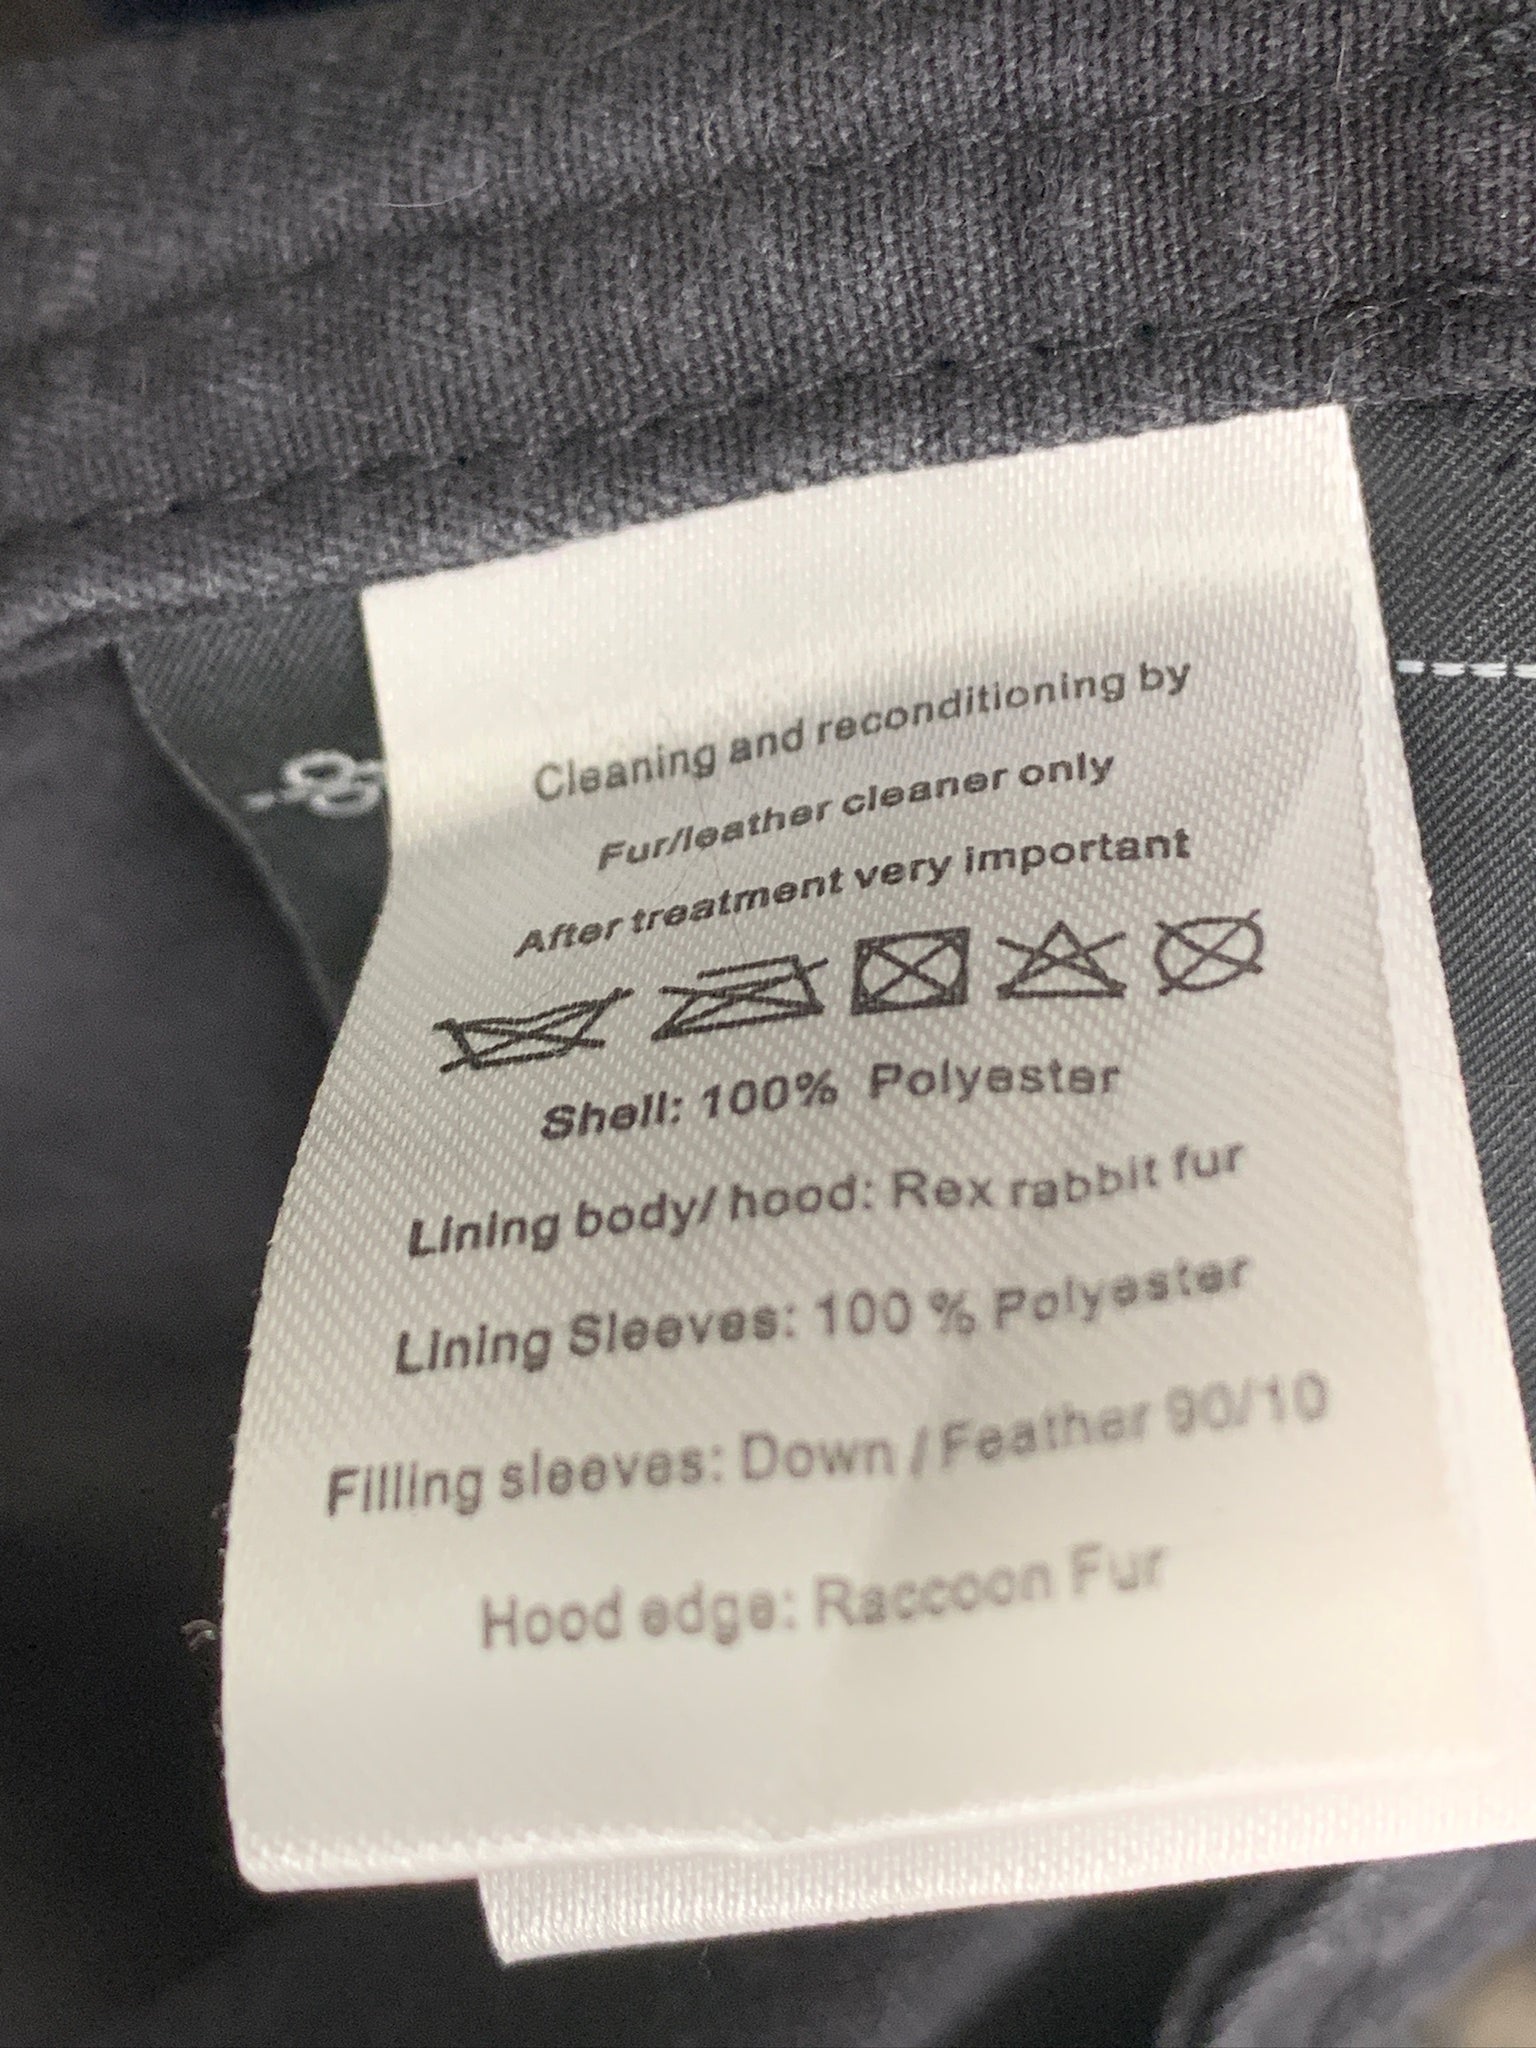 Cleaning and reconditioning by
Fur/leather cleaner only
After treatment very important
Shell: 100% Polyester
Lining body/ hood: Rex rabbit fur
Lining Sleeves: 100 % Polyester
Filling sleeves: Down / Feather 90/10
Hood edge: Raccoon Fur